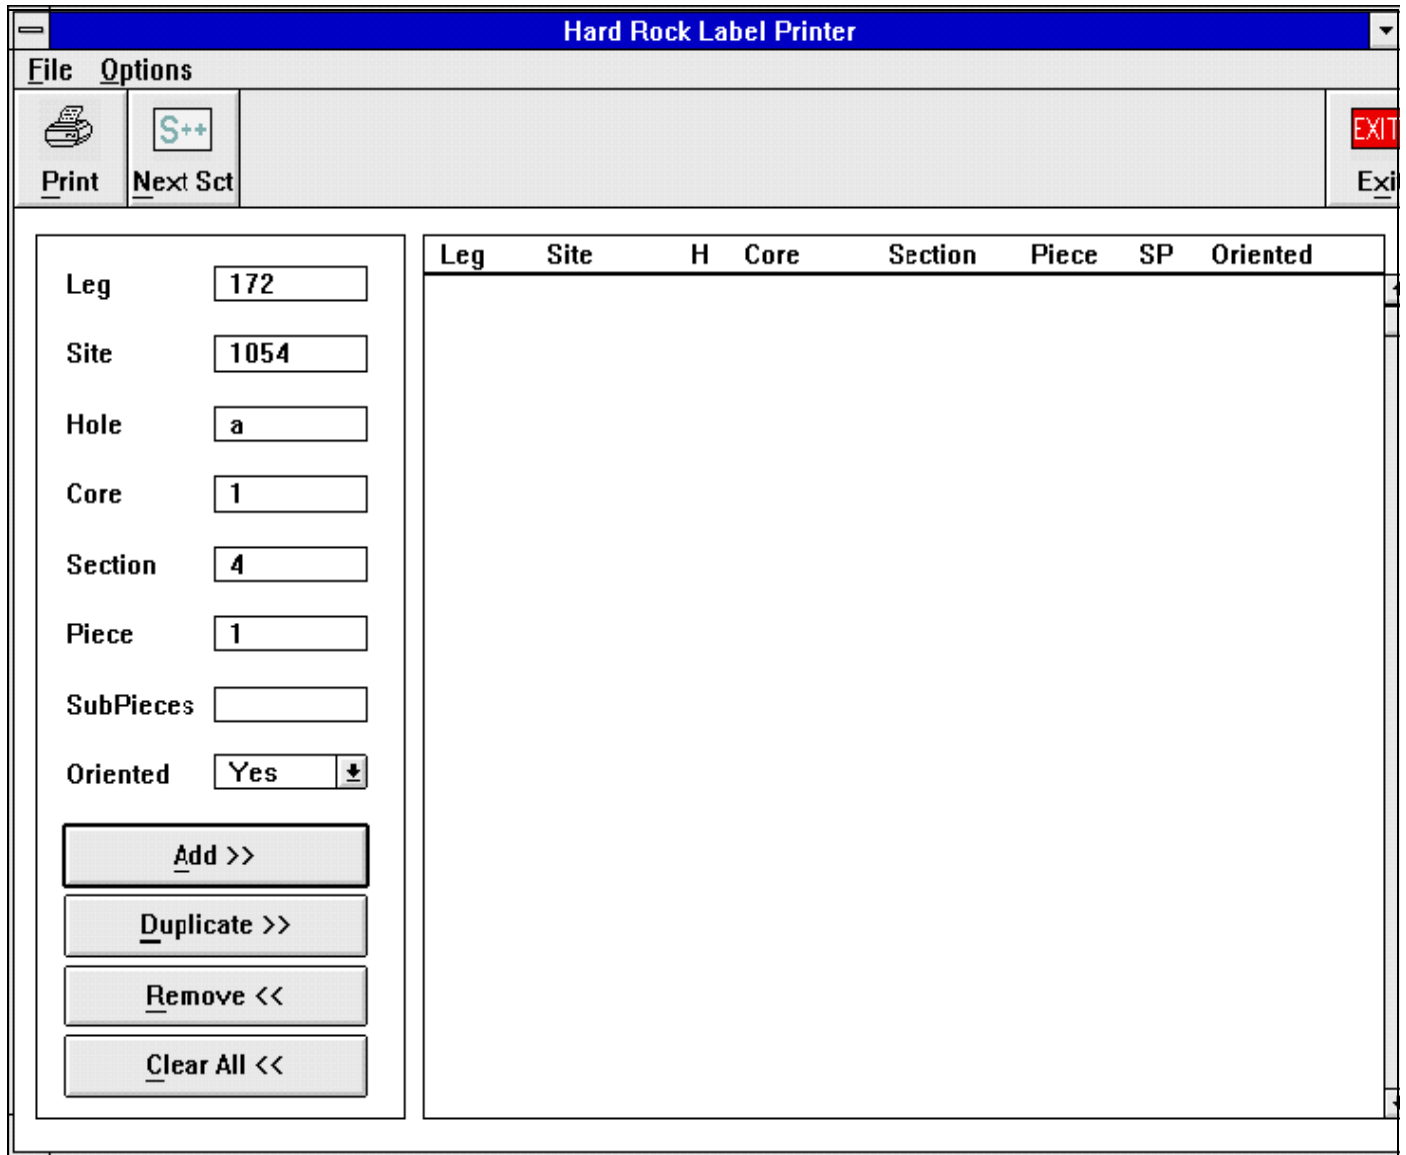 Hard Rock Label Printer
File Options
S++ EXIT
Print Next Sct Exi
Leg Site H Core Section Piece SP Oriented
Leg 172
Site 1054
Hole a
Core 1
Section 4
Piece 1
SubPieces
Oriented Yes
Add >>
Duplicate >>
Remove <<
Clear All <<